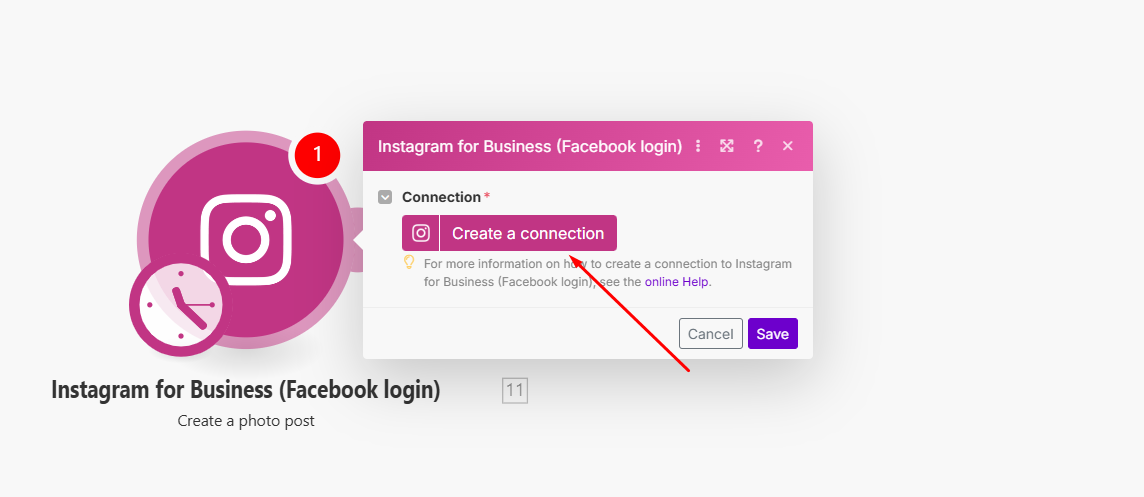 1
Instagram for Business (Facebook login)
?
Connection *
Create a connection
For more information on how to create a connection to Instagram
for Business (Facebook login), see the online Help.
Cancel
Save
Instagram for Business (Facebook login)
11
Create a photo post